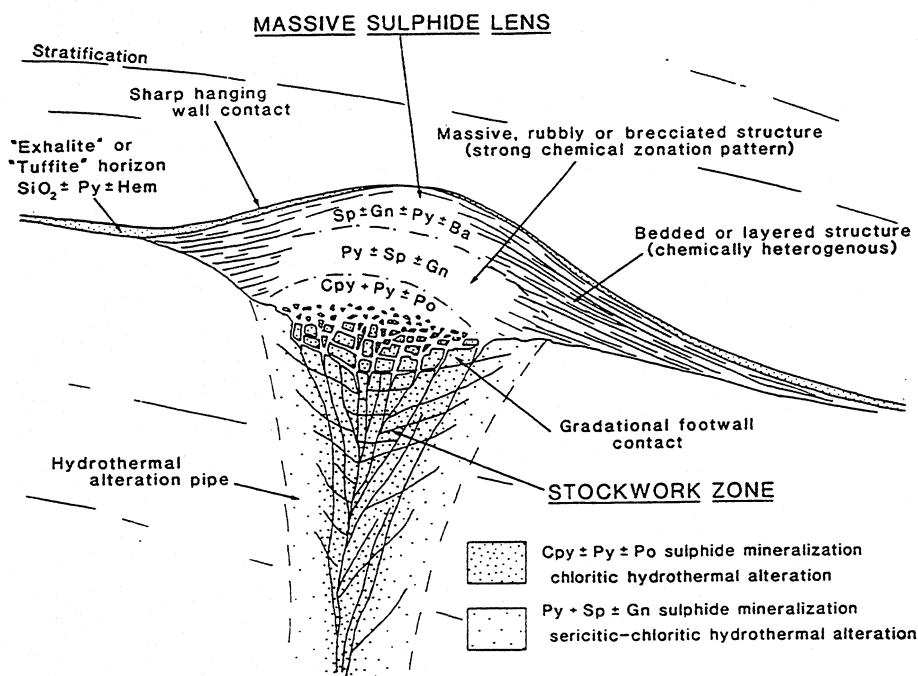 MASSIVE SULPHIDE LENS
Stratification
Sharp hanging
wall contact
"Exhalite" or
"Tuffite" horizon
SiO₂ ± Py ± Hem
Massive, rubbly or brecciated structure
(strong chemical zonation pattern)
Sp ± Gn ± Py ± Ba
Bedded or layered structure
(chemically heterogenous)
Py ± Sp ± Gn
Cpy + Py ± Po
Gradational footwall
contact
Hydrothermal
alteration pipe
STOCKWORK ZONE
Cpy ± Py ± Po sulphide mineralization
chloritic hydrothermal alteration
Py + Sp ± Gn sulphide mineralization
sericitic-chloritic hydrothermal alteration